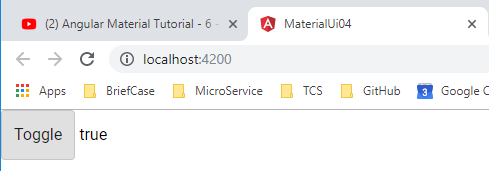 (2) Angular Material Tutorial - 6 - MaterialUi04
localhost:4200
Apps BriefCase MicroService TCS GitHub 3 Google C
Toggle true